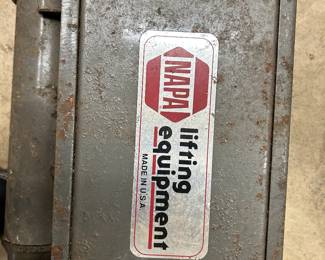 NAPA
lifting
equipment
MADE IN U.S.A.